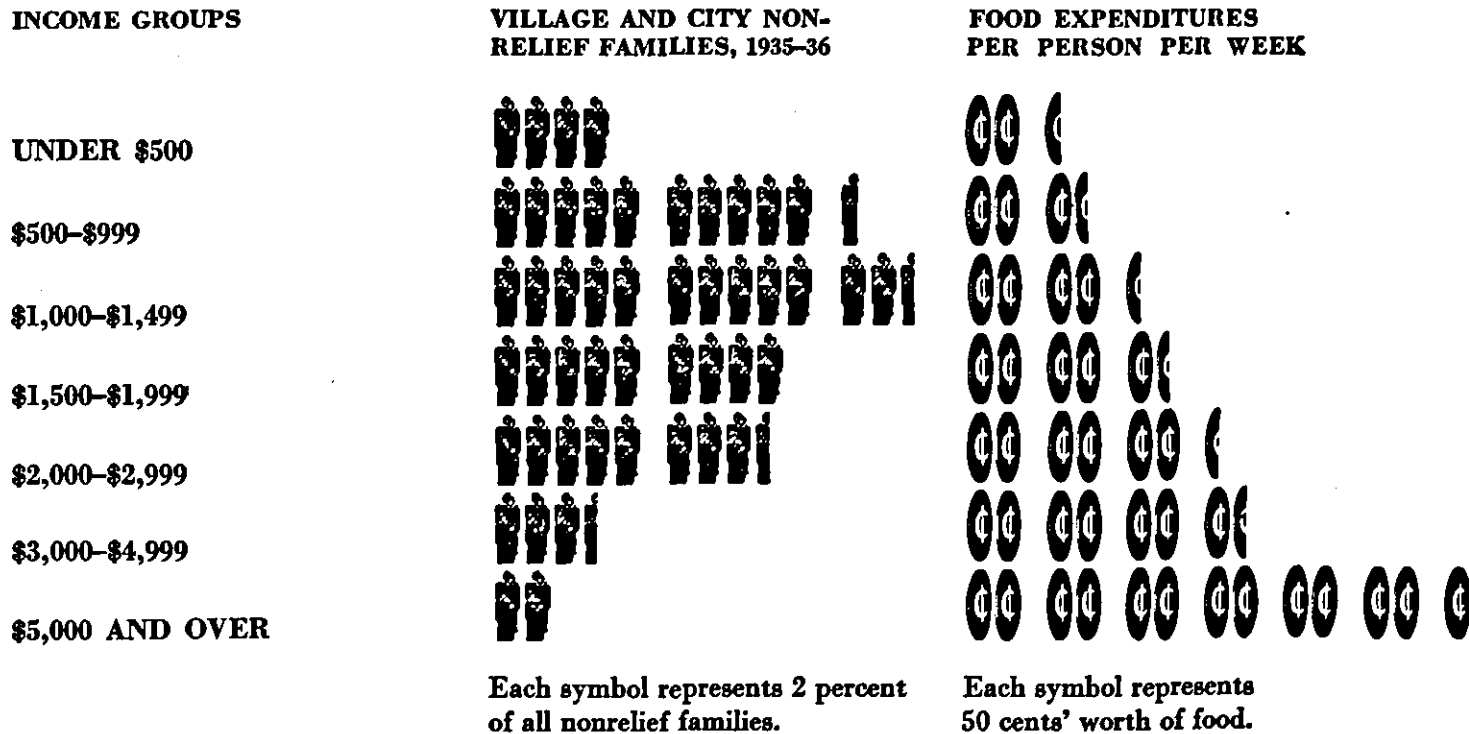 INCOME GROUPS
VILLAGE AND CITY NON-
RELIEF FAMILIES, 1935–36
FOOD EXPENDITURES
PER PERSON PER WEEK
UNDER $500
$500–$999
$1,000–$1,499
$1,500–$1,999
$2,000–$2,999
$3,000–$4,999
$5,000 AND OVER
Each symbol represents 2 percent
of all nonrelief families.
Each symbol represents
50 cents' worth of food.